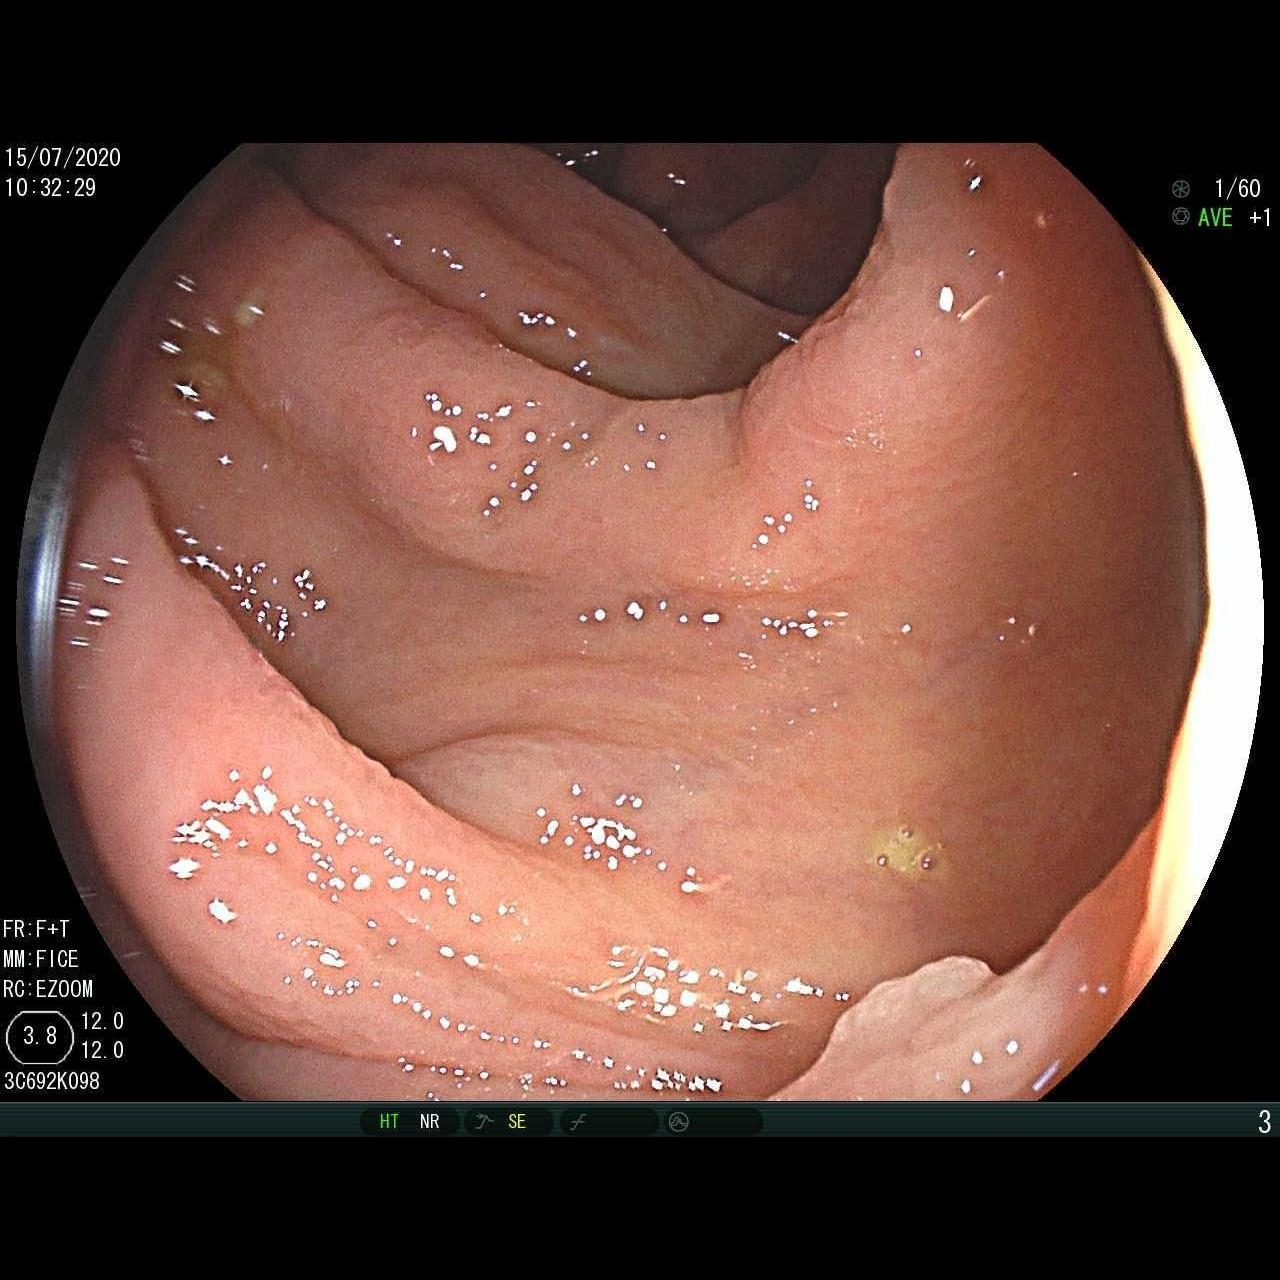 15/07/2020
10:32:29
1/60
AVE +1
FR:F+T
MM:FICE
RC:EZOOM
3.8
12.0
12.0
3C692K098
HT NR SE
3